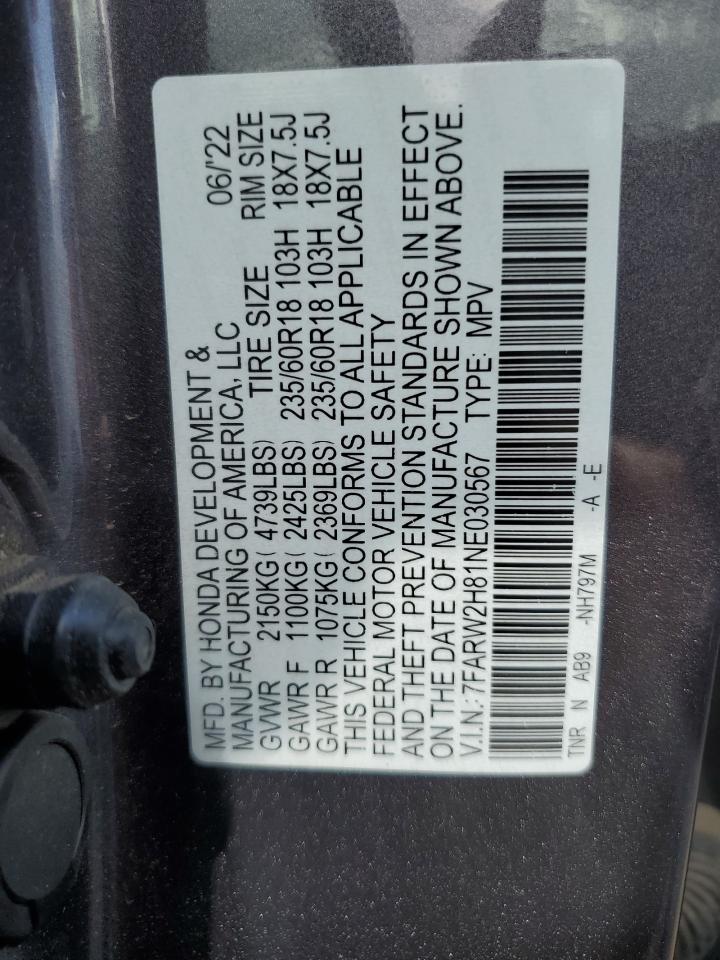 MFD. BY HONDA DEVELOPMENT & 06/'22
MANUFACTURING OF AMERICA, LLC RIM SIZE
GVWR 2150KG( 4739LBS) TIRE SIZE
GAWR F 1100KG( 2425LBS) 235/60R18 103H 18X7.5J
GAWR R 1075KG( 2369LBS) 235/60R18 103H 18X7.5J
THIS VEHICLE CONFORMS TO ALL APPLICABLE
FEDERAL MOTOR VEHICLE SAFETY
AND THEFT PREVENTION STANDARDS IN EFFECT
ON THE DATE OF MANUFACTURE SHOWN ABOVE.
V.I.N.: 7FARW2H81NE030567 TYPE: MPV
TNR N AB9 -NH797M -A -E